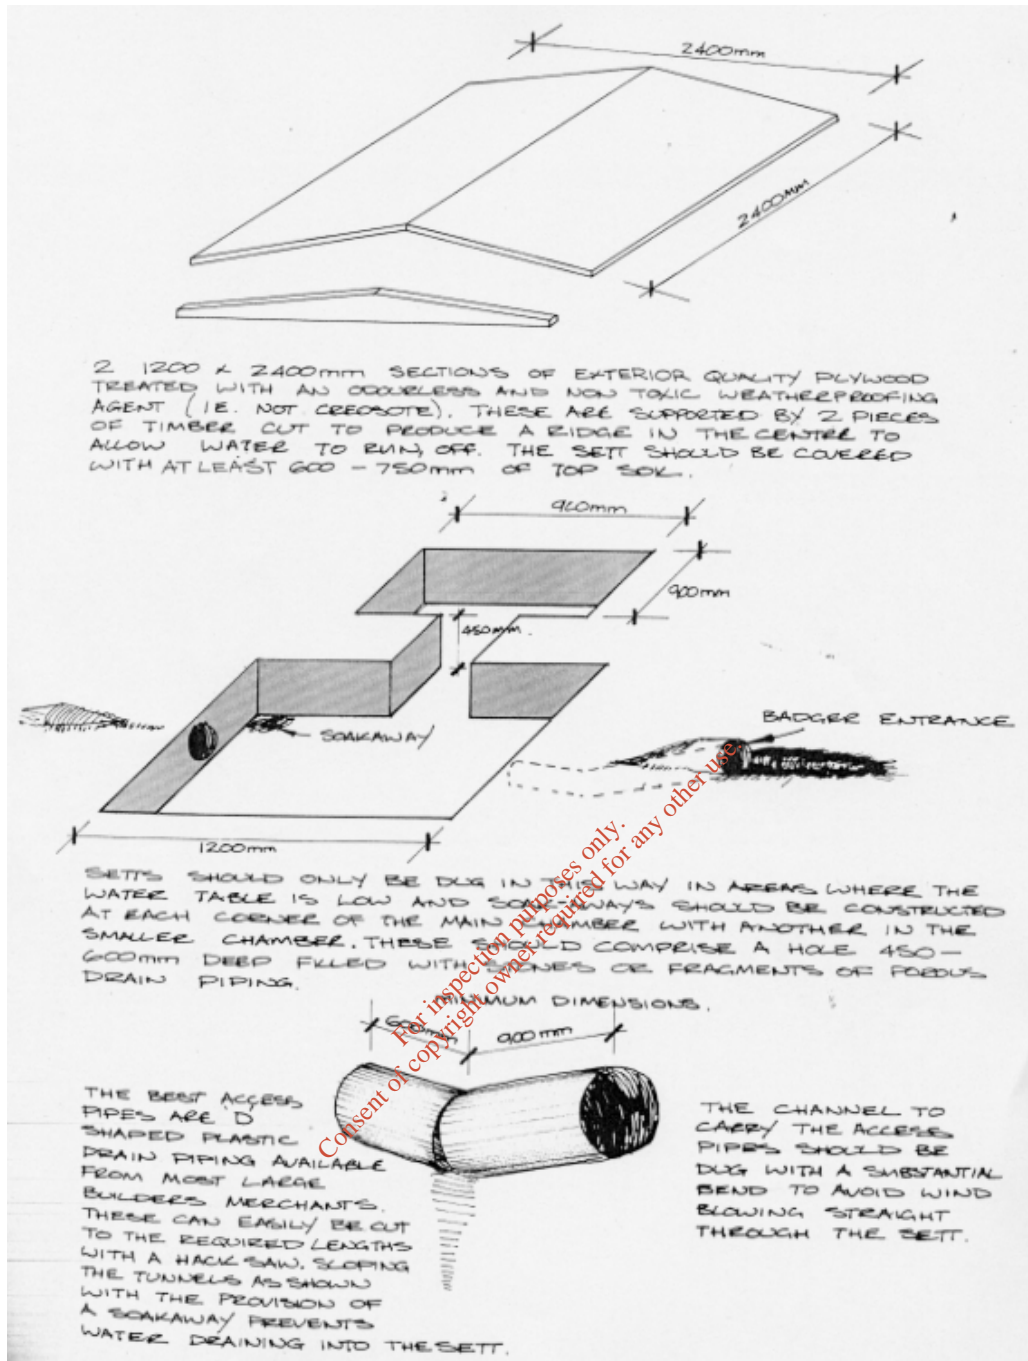 2400mm
2400mm
2 1200 x 2400mm SECTIONS OF EXTERIOR QUALITY PLYWOOD
TREATED WITH AN ODOURLESS AND NON TOXIC WEATHERPROOFING
AGENT (IE. NOT CREOSOTE). THESE ARE SUPPORTED BY 2 PIECES
OF TIMBER CUT TO PRODUCE A RIDGE IN THE CENTRE TO
ALLOW WATER TO RUN OFF. THE SETT SHOULD BE COVERED
WITH AT LEAST 600 - 750mm OF TOP SOIL.
900mm
450mm.
SOAKAWAY
BADGER ENTRANCE
1200mm
SETTS SHOULD ONLY BE DUG IN THIS WAY IN AREAS WHERE THE
WATER TABLE IS LOW AND SOAK-AWAYS SHOULD BE CONSTRUCTED
AT EACH CORNER OF THE MAIN CHAMBER WITH ANOTHER IN THE
SMALLER CHAMBER. THESE SHOULD COMPRISE A HOLE 450-
600mm DEEP FILLED WITH STONES OR FRAGMENTS OF POROUS
DRAIN PIPING.
MINIMUM DIMENSIONS.
600mm
900mm
THE BEST ACCESS
PIPES ARE 'D'
SHAPED PLASTIC
DRAIN PIPING AVAILABLE
FROM MOST LARGE
BUILDERS MERCHANTS.
THESE CAN EASILY BE CUT
TO THE REQUIRED LENGTHS
WITH A HACK SAW. SLOPING
THE TUNNELS AS SHOWN
WITH THE PROVISION OF
A SOAKAWAY PREVENTS
WATER DRAINING INTO THE SETT.
THE CHANNEL TO
CARRY THE ACCESS
PIPES SHOULD BE
DUG WITH A SUBSTANTIAL
BEND TO AVOID WIND
BLOWING STRAIGHT
THROUGH THE SETT.
For inspection purposes only.
Consent of copyright owner required for any other use.